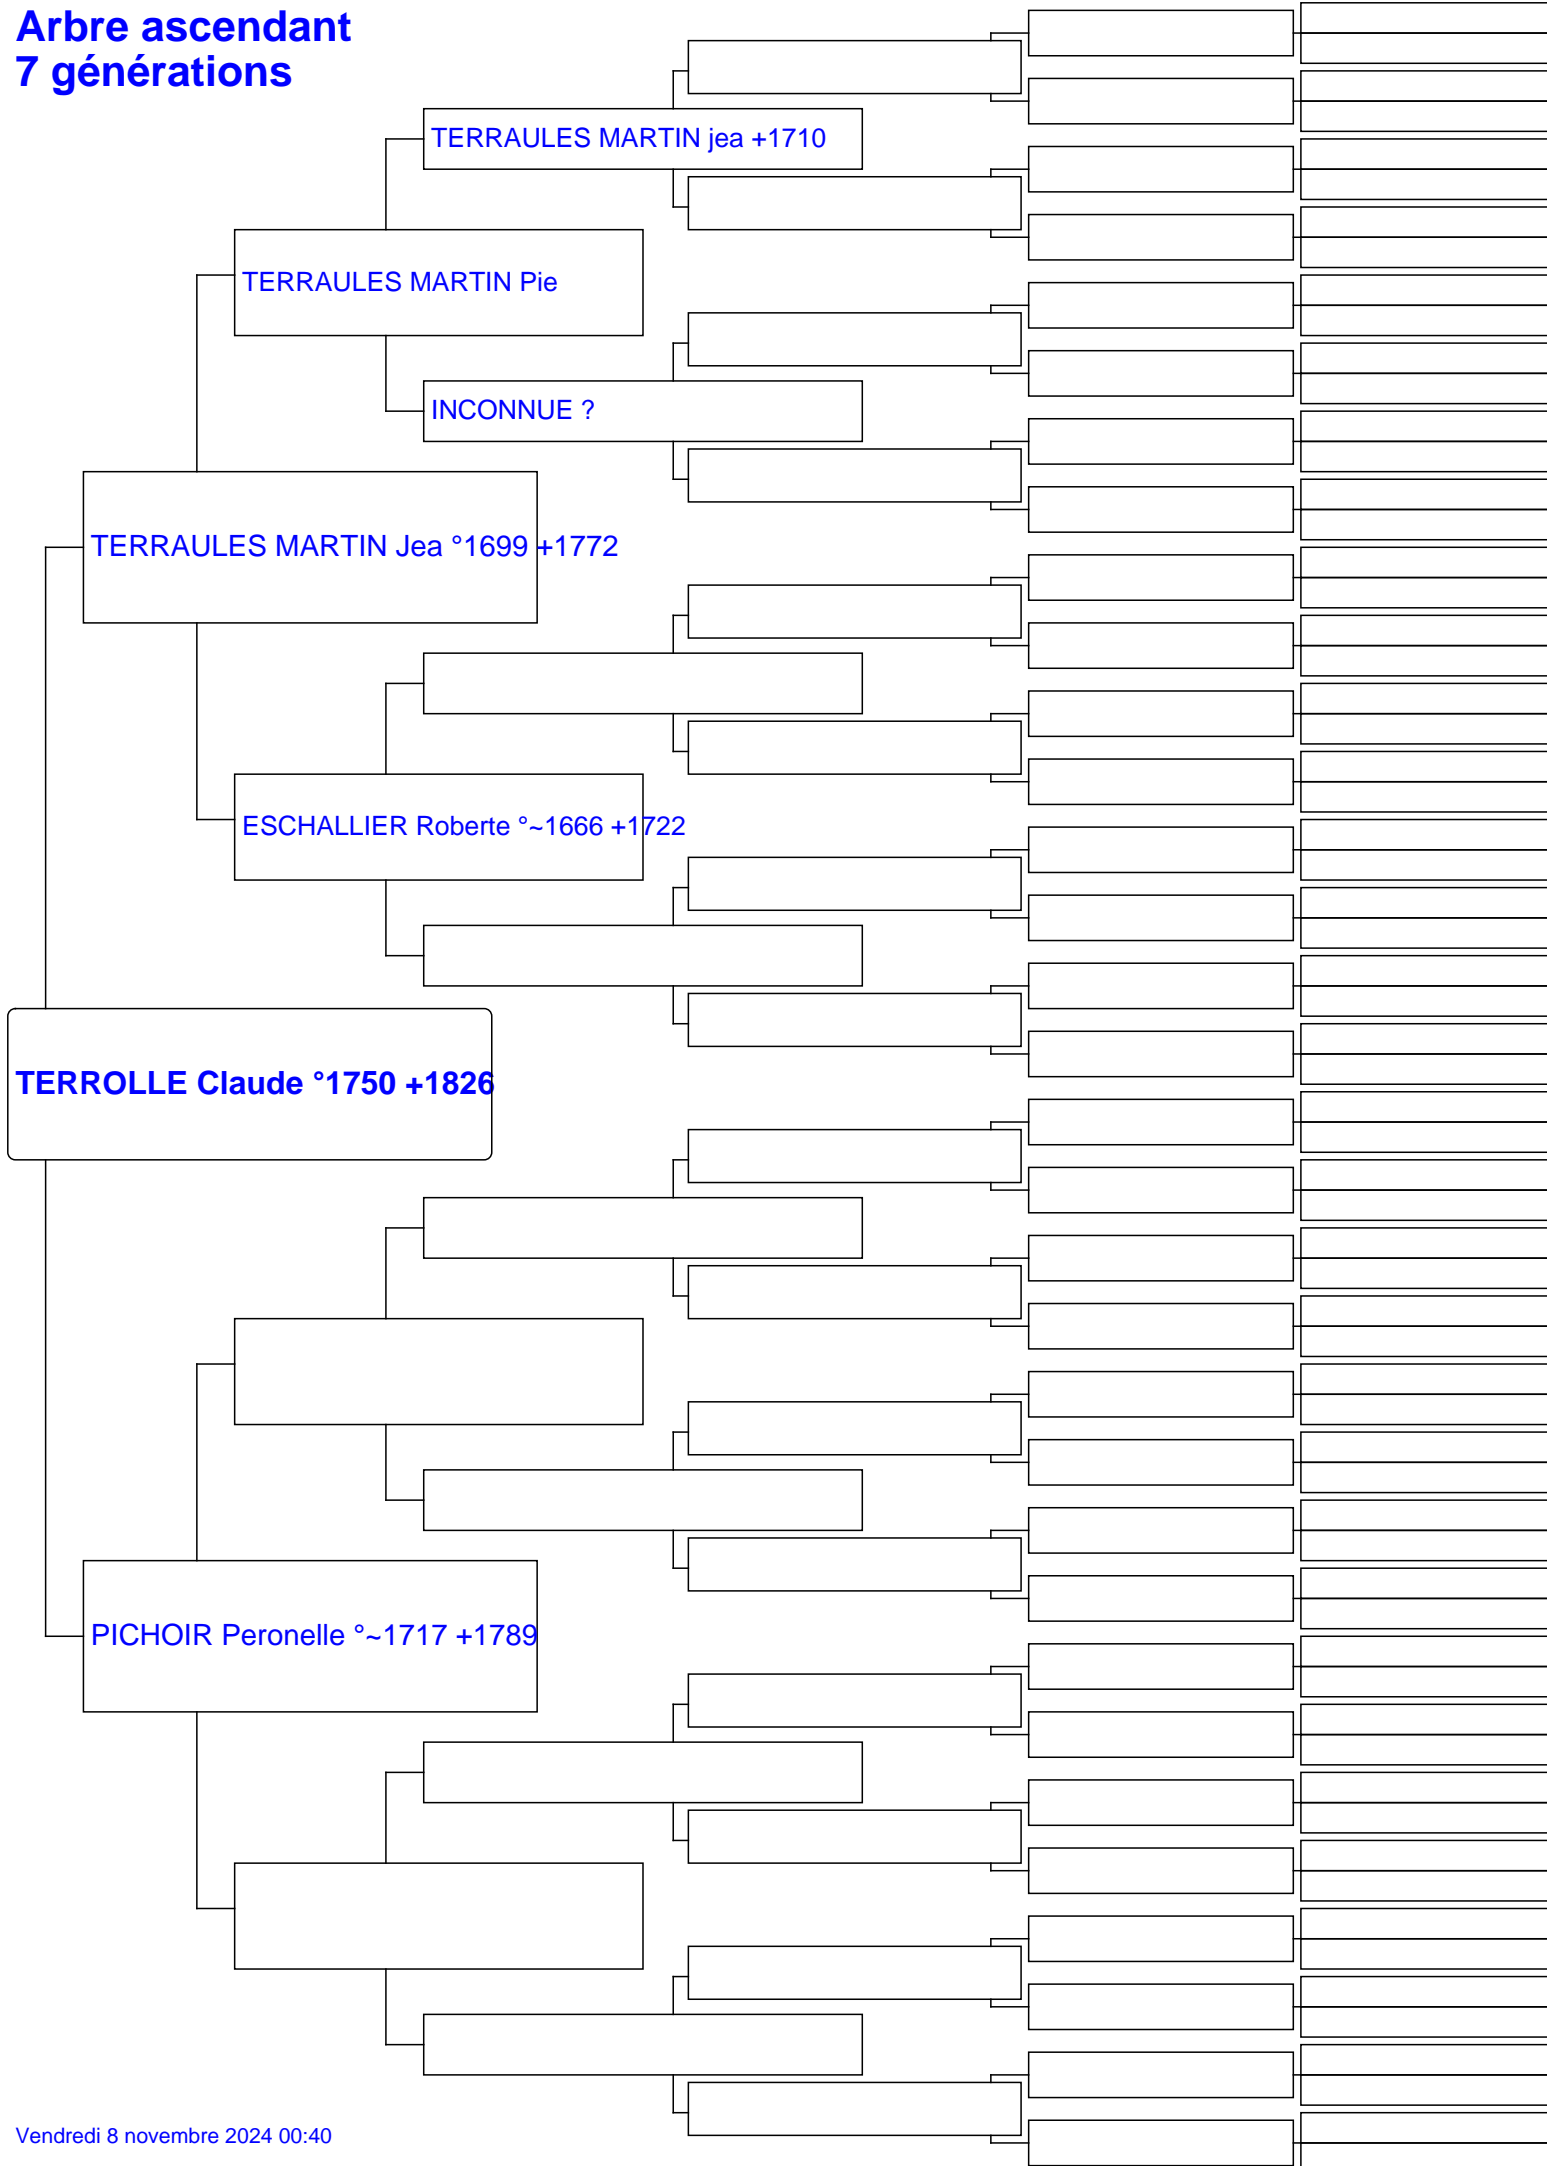 Arbre ascendant
7 générations
TERRAULES MARTIN jea +1710
TERRAULES MARTIN Pie
INCONNUE ?
TERRAULES MARTIN Jea °1699 +1772
ESCHALLIER Roberte °~1666 +1722
TERROLLE Claude °1750 +1826
PICHOIR Peronelle °~1717 +1789
Vendredi 8 novembre 2024 00:40